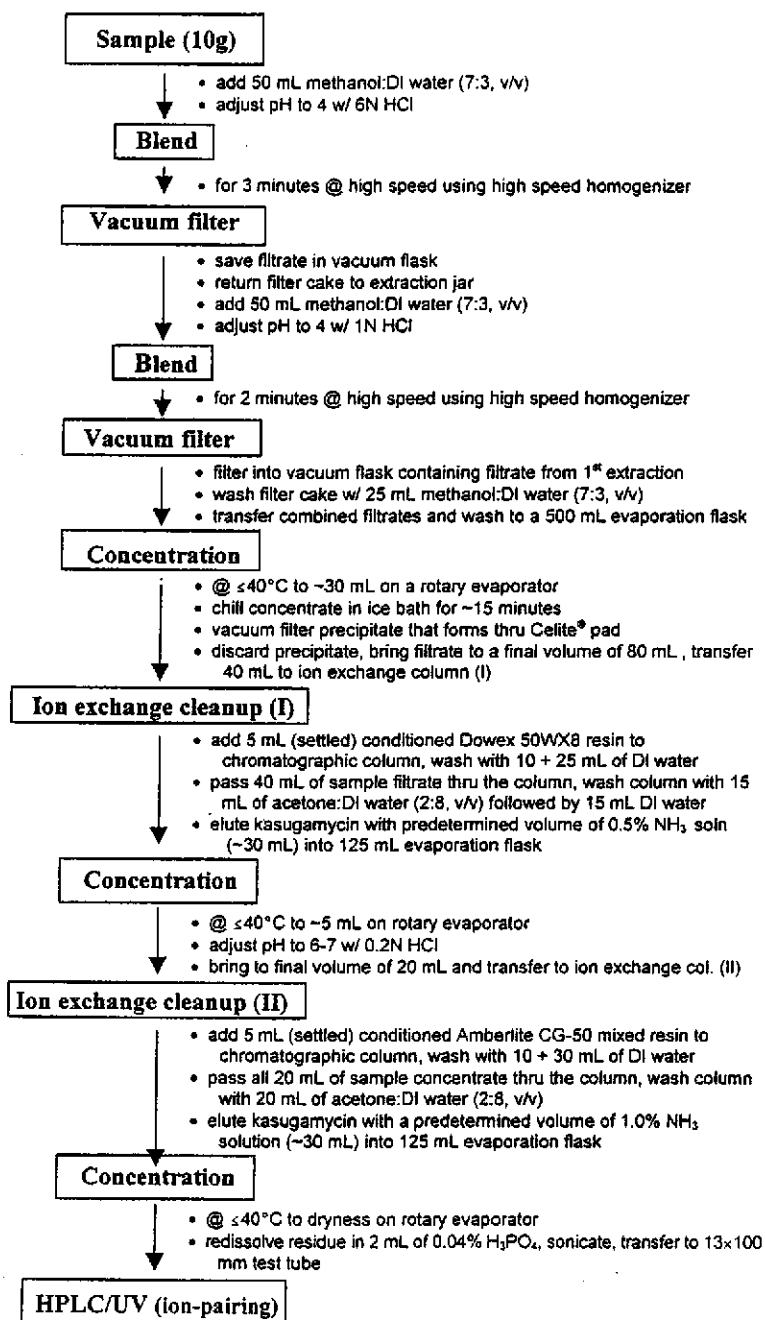 Sample (10g)
• add 50 mL methanol:DI water (7:3, v/v)
• adjust pH to 4 w/ 6N HCl
Blend
• for 3 minutes @ high speed using high speed homogenizer
Vacuum filter
• save filtrate in vacuum flask
• return filter cake to extraction jar
• add 50 mL methanol:DI water (7:3, v/v)
• adjust pH to 4 w/ 1N HCl
Blend
• for 2 minutes @ high speed using high speed homogenizer
Vacuum filter
• filter into vacuum flask containing filtrate from 1st extraction
• wash filter cake w/ 25 mL methanol:DI water (7:3, v/v)
• transfer combined filtrates and wash to a 500 mL evaporation flask
Concentration
• @ ≤40°C to ~30 mL on a rotary evaporator
• chill concentrate in ice bath for ~15 minutes
• vacuum filter precipitate that forms thru Celite® pad
• discard precipitate, bring filtrate to a final volume of 80 mL , transfer
40 mL to ion exchange column (I)
Ion exchange cleanup (I)
• add 5 mL (settled) conditioned Dowex 50WX8 resin to
chromatographic column, wash with 10 + 25 mL of DI water
• pass 40 mL of sample filtrate thru the column, wash column with 15
mL of acetone:DI water (2:8, v/v) followed by 15 mL DI water
• elute kasugamycin with predetermined volume of 0.5% NH₃ soln
(~30 mL) into 125 mL evaporation flask
Concentration
• @ ≤40°C to ~5 mL on rotary evaporator
• adjust pH to 6-7 w/ 0.2N HCl
• bring to final volume of 20 mL and transfer to ion exchange col. (II)
Ion exchange cleanup (II)
• add 5 mL (settled) conditioned Amberlite CG-50 mixed resin to
chromatographic column, wash with 10 + 30 mL of DI water
• pass all 20 mL of sample concentrate thru the column, wash column
with 20 mL of acetone:DI water (2:8, v/v)
• elute kasugamycin with a predetermined volume of 1.0% NH₃
solution (~30 mL) into 125 mL evaporation flask
Concentration
• @ ≤40°C to dryness on rotary evaporator
• redissolve residue in 2 mL of 0.04% H₃PO₄, sonicate, transfer to 13×100
mm test tube
HPLC/UV (ion-pairing)